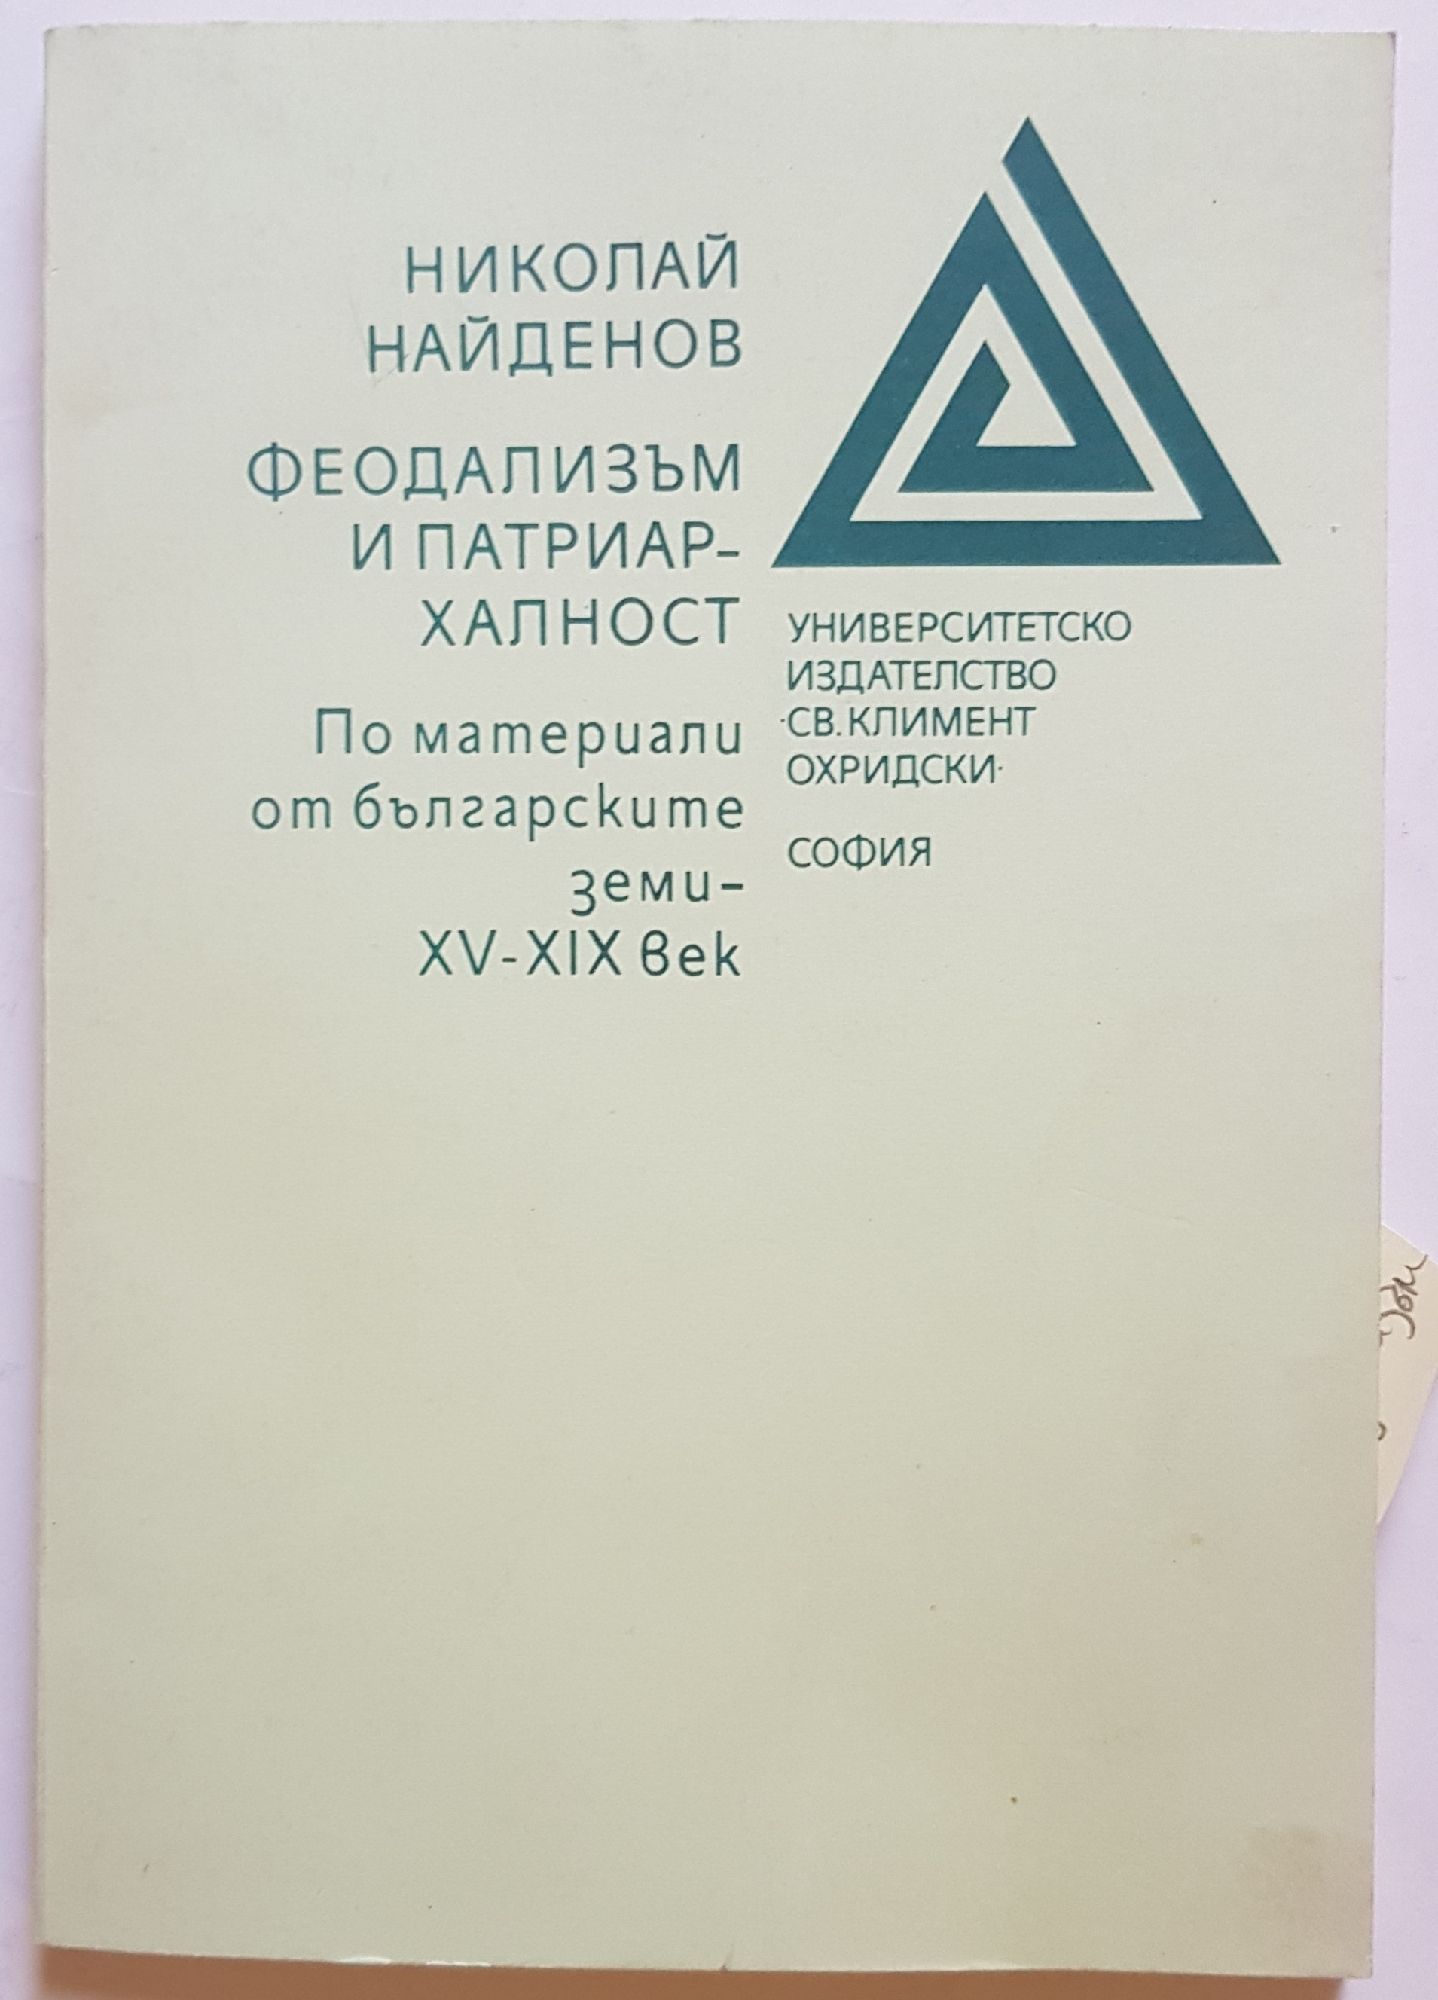 НИКОЛАЙ
НАЙДЕНОВ
ФЕОДАЛИЗЪМ
И ПАТРИАР-
ХАЛНОСТ
По материали
от българските
земи-
XV-XIX век
УНИВЕРСИТЕТСКО
ИЗДАТЕЛСТВО
·СВ. КЛИМЕНТ
ОХРИДСКИ·
СОФИЯ